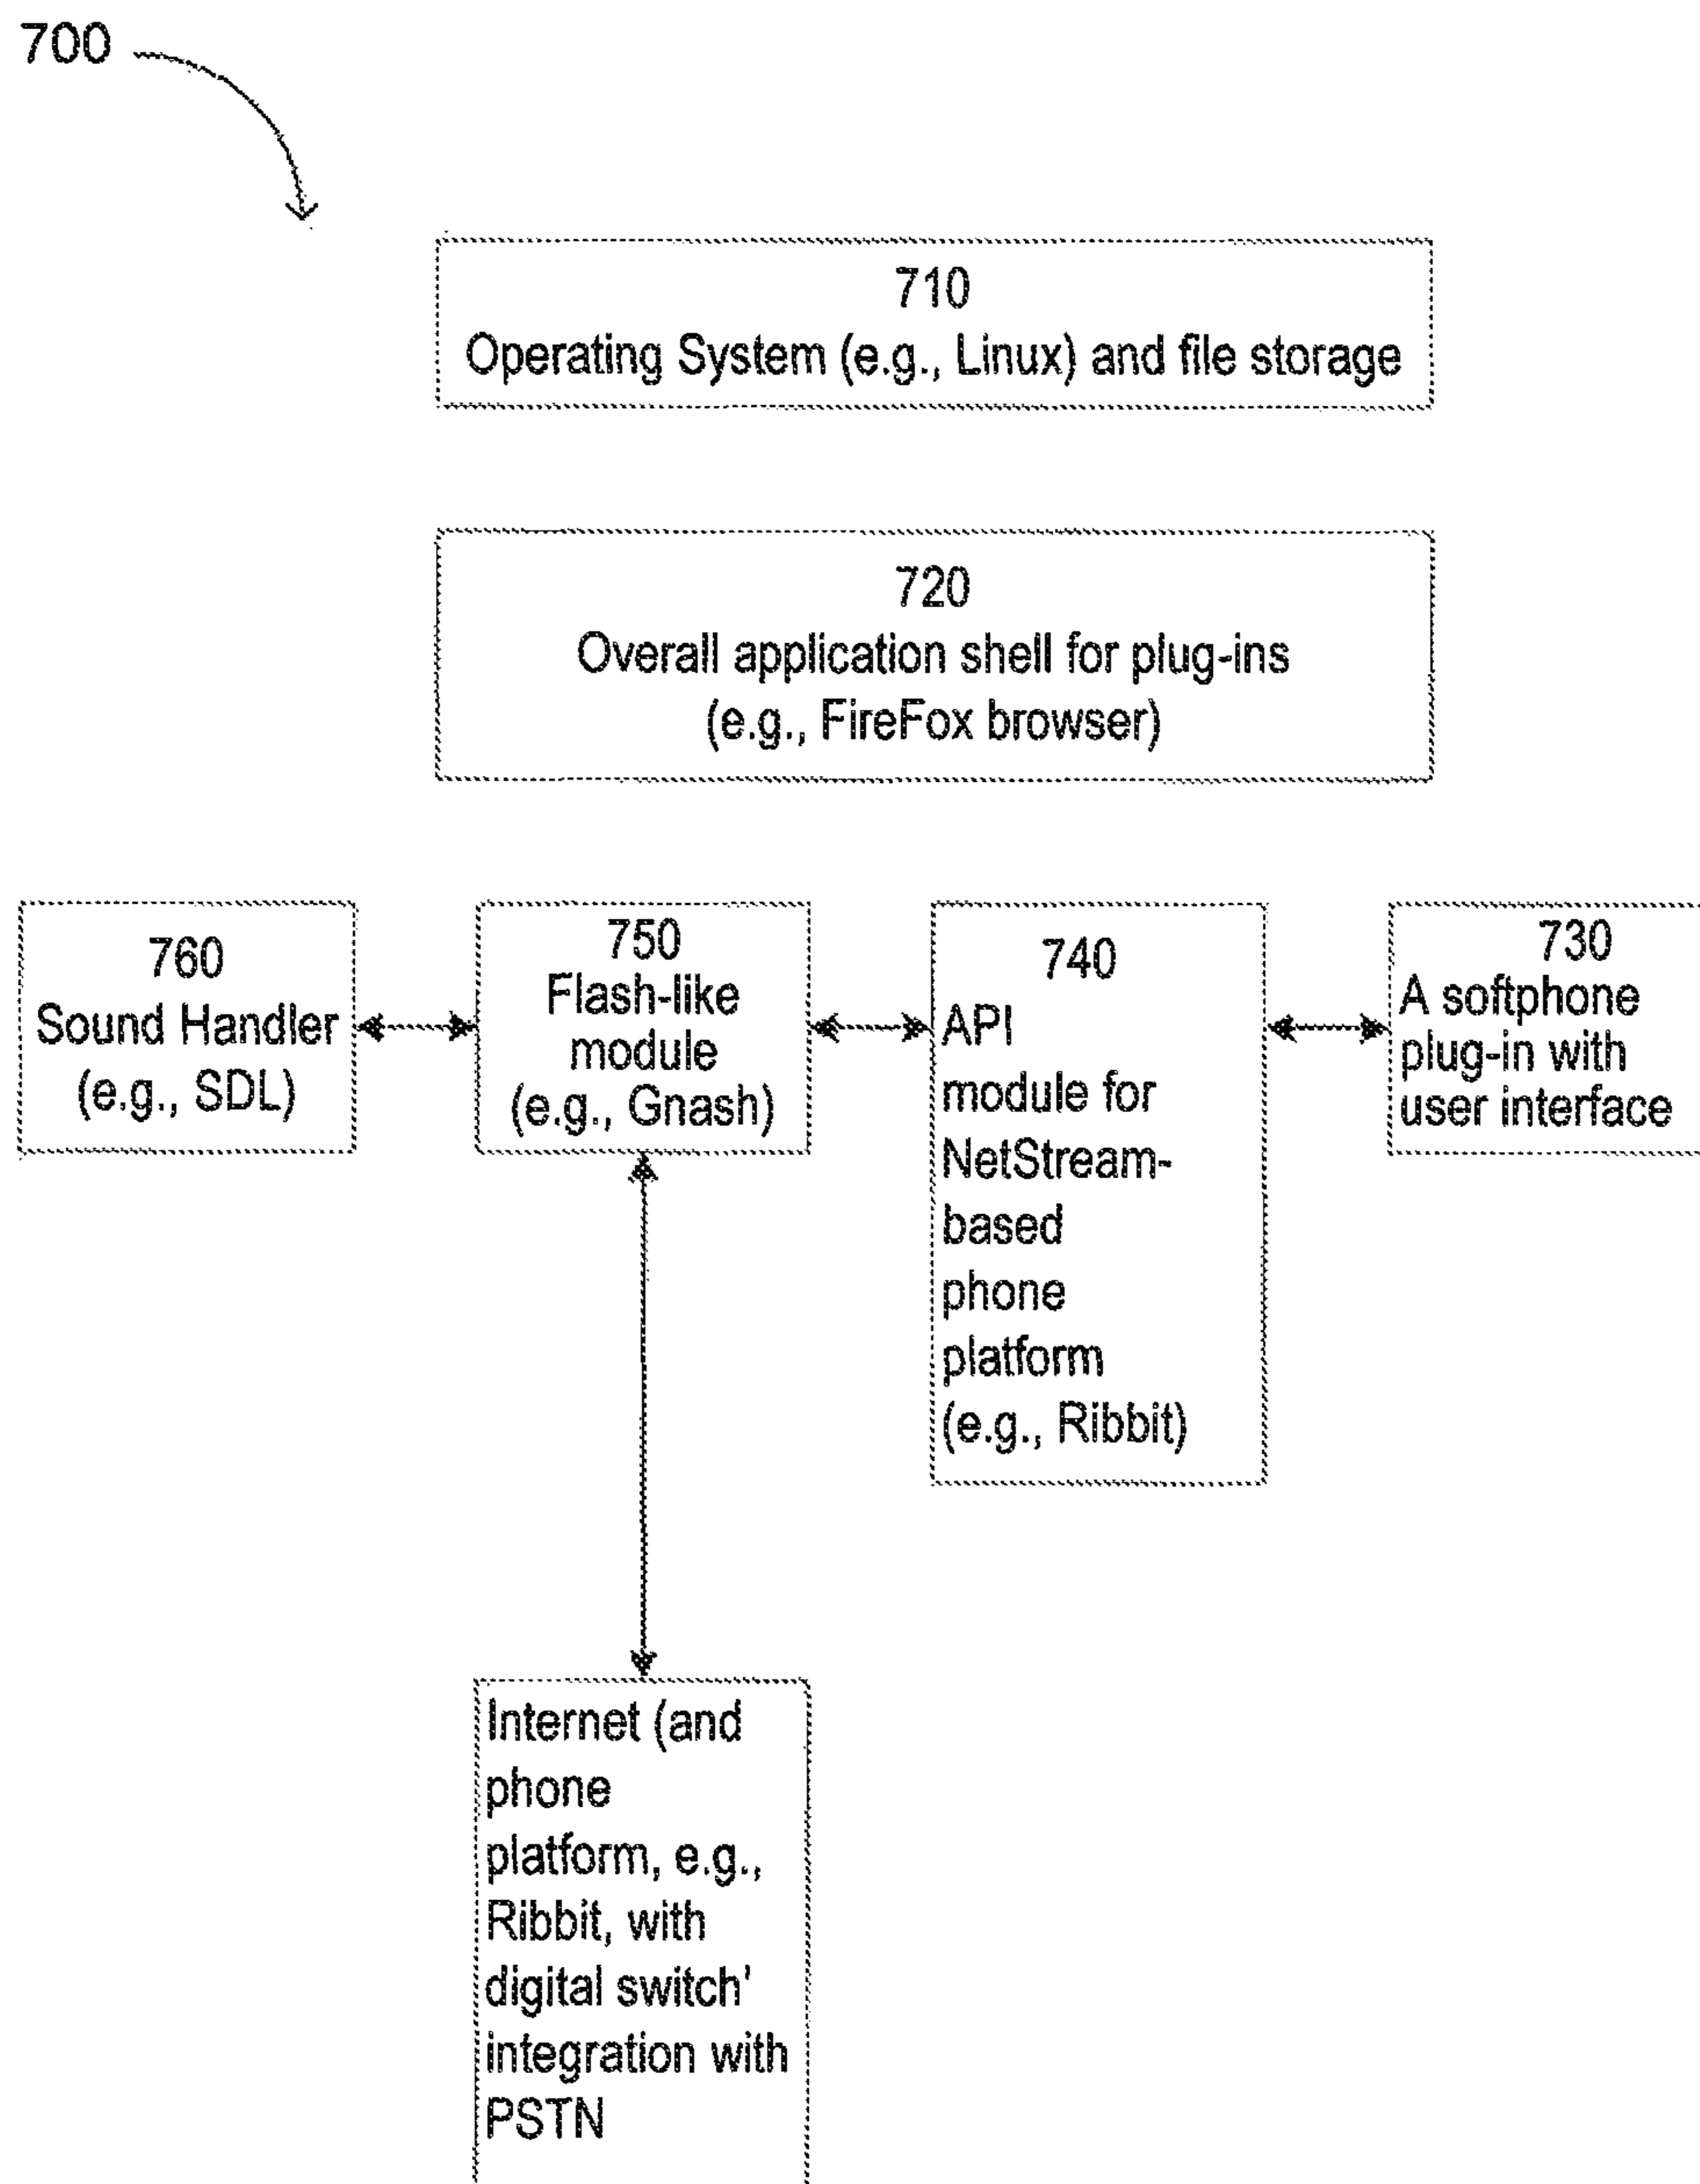 700
710
Operating System (e.g., Linux) and file storage
720
Overall application shell for plug-ins
(e.g., FireFox browser)
760
Sound Handler
(e.g., SDL)
750
Flash-like
module
(e.g., Gnash)
740
API
module for
NetStream-
based
phone
platform
(e.g., Ribbit)
730
A softphone
plug-in with
user interface
Internet (and
phone
platform, e.g.,
Ribbit, with
digital switch'
integration with
PSTN